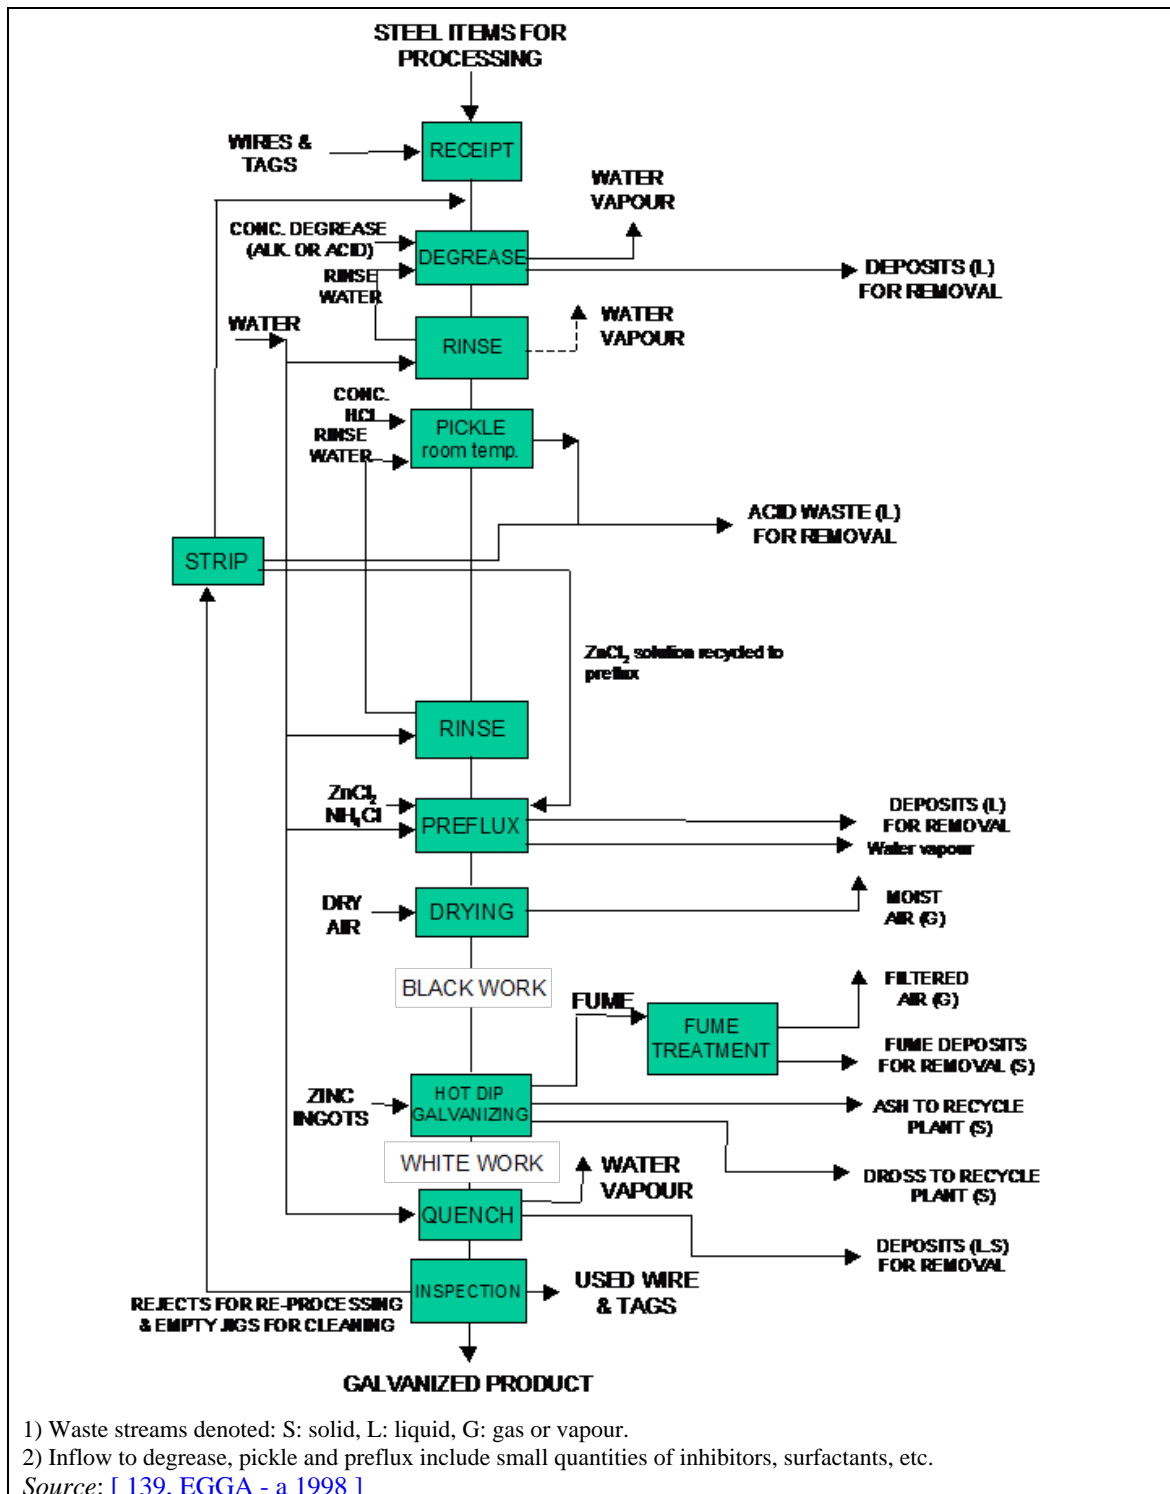 STEEL ITEMS FOR
PROCESSING
WIRES &
TAGS
RECEIPT
WATER
VAPOUR
CONC. DEGREASE
(ALK. OR ACID)
DEGREASE
DEPOSITS (L)
FOR REMOVAL
RINSE
WATER
WATER
RINSE
WATER
VAPOUR
CONC.
HCl
RINSE
WATER
PICKLE
room temp.
ACID WASTE (L)
FOR REMOVAL
STRIP
ZnCl₂ solution recycled to
preflux
RINSE
ZnCl₂
NH₄Cl
PREFLUX
DEPOSITS (L)
FOR REMOVAL
Water vapour
DRY
AIR
DRYING
MOIST
AIR (G)
BLACK WORK
FUME
FUME
TREATMENT
FILTERED
AIR (G)
FUME DEPOSITS
FOR REMOVAL (S)
ZINC
INGOTS
HOT DIP
GALVANIZING
ASH TO RECYCLE
PLANT (S)
WHITE WORK
WATER
VAPOUR
DROSS TO RECYCLE
PLANT (S)
QUENCH
DEPOSITS (L.S)
FOR REMOVAL
INSPECTION
USED WIRE
& TAGS
REJECTS FOR RE-PROCESSING
& EMPTY JIGS FOR CLEANING
GALVANIZED PRODUCT
1) Waste streams denoted: S: solid, L: liquid, G: gas or vapour.
2) Inflow to degrease, pickle and preflux include small quantities of inhibitors, surfactants, etc.
Source: [ 139, EGGA - a 1998 ]